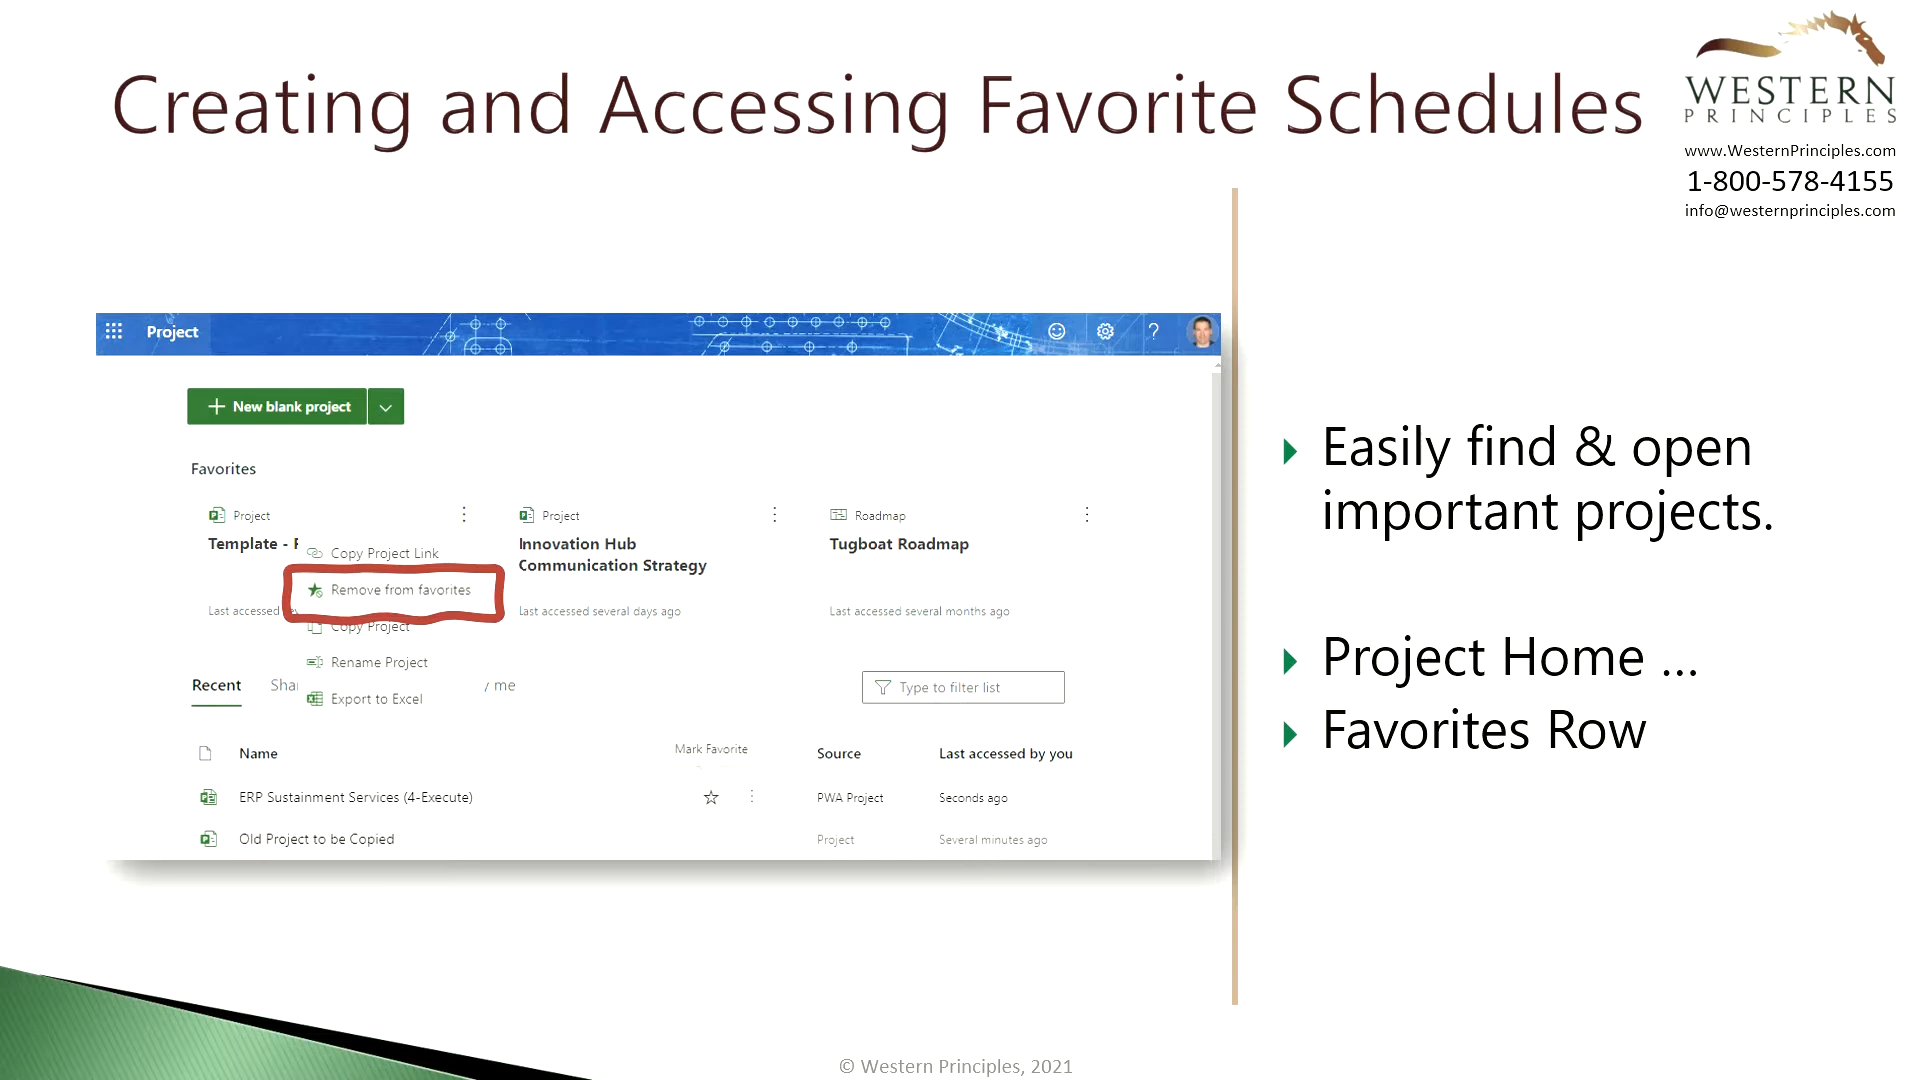 Creating and Accessing Favorite Schedules
WESTERN
PRINCIPLES
www.WesternPrinciples.com
1-800-578-4155
info@westernprinciples.com
Project
New blank project
Favorites
Project
Template -
Last accessed
Copy Project Link
Remove from favorites
Copy Project
Rename Project
Export to Excel
Project
Innovation Hub
Communication Strategy
Last accessed several days ago
Roadmap
Tugboat Roadmap
Last accessed several months ago
Recent
me
Type to filter list
Name
Mark Favorite
Source
Last accessed by you
ERP Sustainment Services (4-Execute)
PWA Project
Seconds ago
Old Project to be Copied
Project
Several minutes ago
Easily find & open
important projects.
Project Home ...
Favorites Row
© Western Principles, 2021